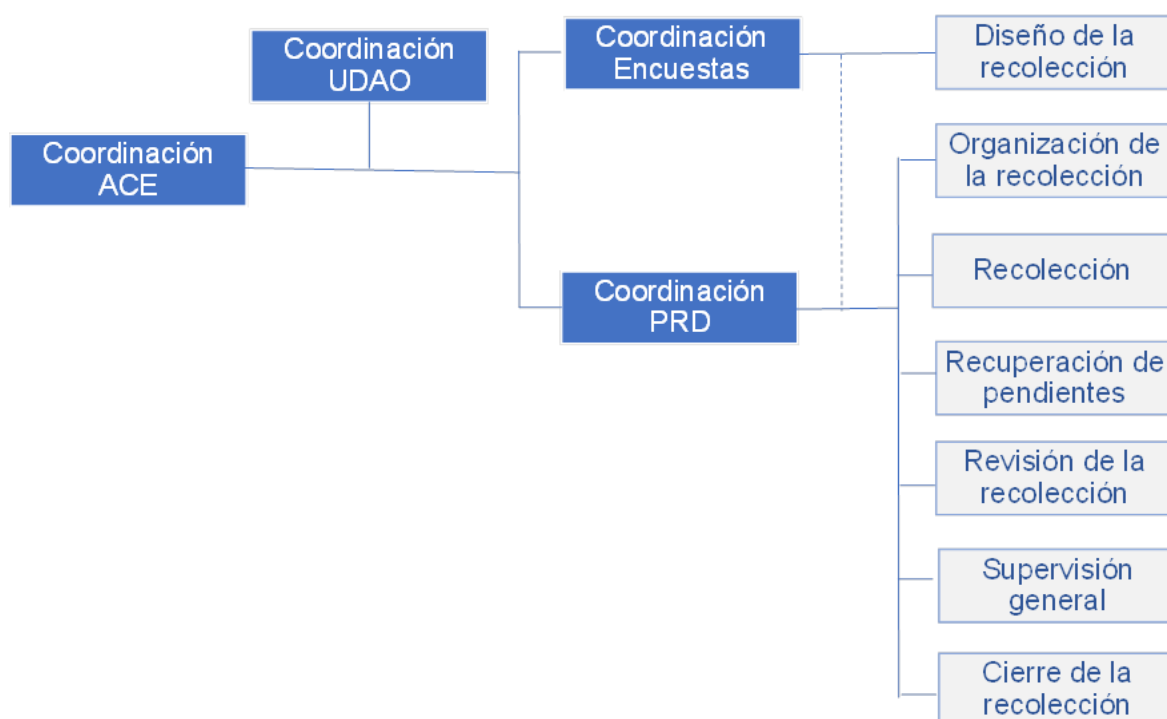 Coordinación
UDAO
Coordinación
Encuestas
Diseño de la
recolección
Coordinación
ACE
Organización de
la recolección
Recolección
Coordinación
PRD
Recuperación de
pendientes
Revisión de la
recolección
Supervisión
general
Cierre de la
recolección